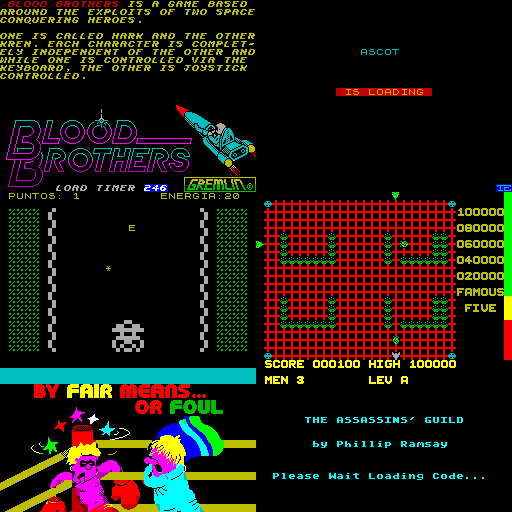 BLOOD BROTHERS IS A GAME BASED
AROUND THE EXPLOITS OF TWO SPACE
CONQUERING HEROES.
ONE IS CALLED HARK AND THE OTHER
KREN. EACH CHARACTER IS COMPLET-
ELY INDEPENDENT OF THE OTHER AND
WHILE ONE IS CONTROLLED VIA THE
KEYBOARD, THE OTHER IS JOYSTICK
CONTROLLED.
BLOOD
BROTHERS
LOAD TIMER 246
GREMLIN
ASCOT
IS LOADING
PUNTOS: 1 ENERGIA:20
E
*
100000
080000
060000
040000
020000
FAMOUS
FIVE
SCORE 000100 HIGH 100000
MEN 3 LEV A
BY FAIR MEANS...
OR FOUL
THE ASSASSINS' GUILD
by Phillip Ramsay
Please Wait Loading Code...